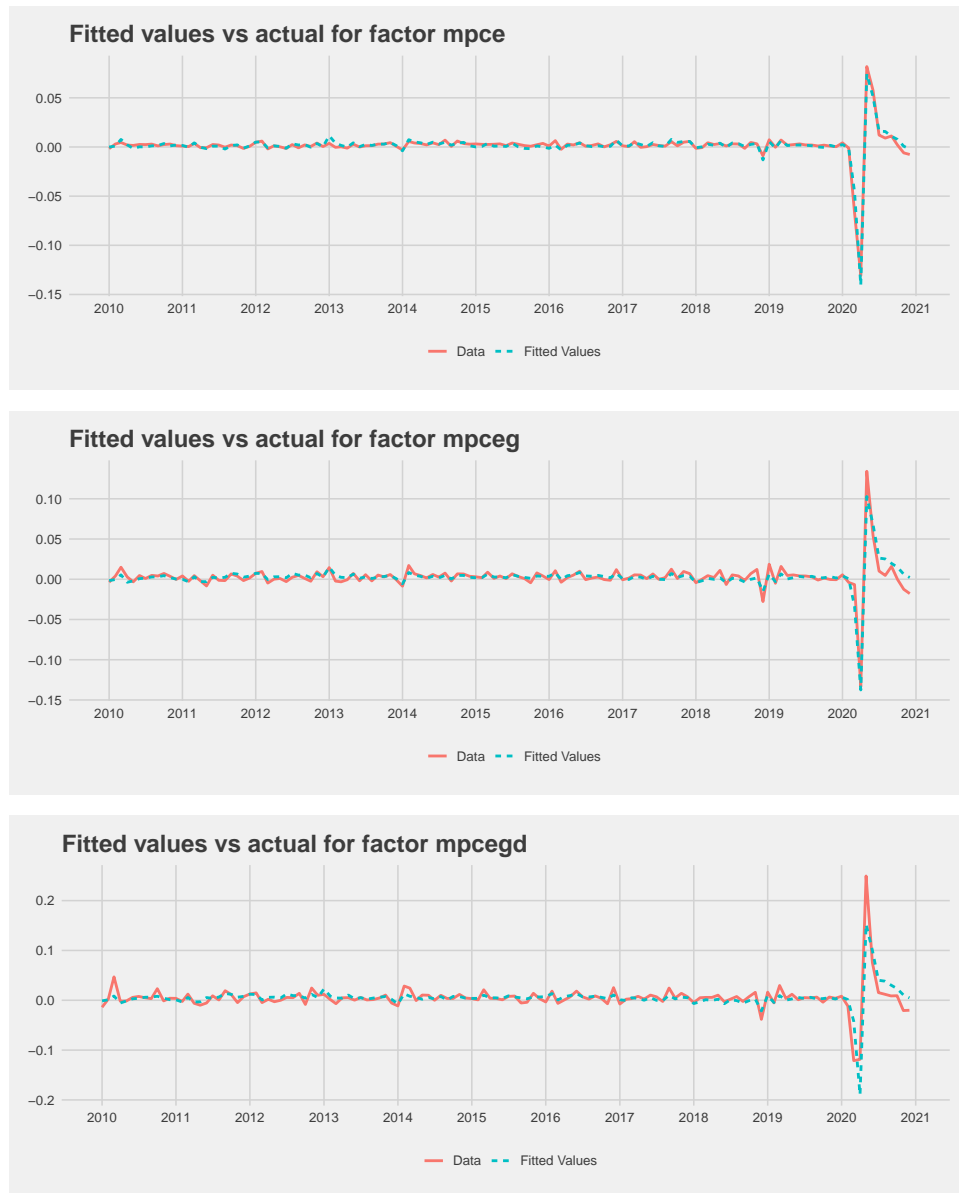 Fitted values vs actual for factor mpce
0.05
0.00
−0.05
−0.10
−0.15
2010 2011 2012 2013 2014 2015 2016 2017 2018 2019 2020 2021
Data Fitted Values
Fitted values vs actual for factor mpceg
0.10
0.05
0.00
−0.05
−0.10
−0.15
2010 2011 2012 2013 2014 2015 2016 2017 2018 2019 2020 2021
Data Fitted Values
Fitted values vs actual for factor mpcegd
0.2
0.1
0.0
−0.1
−0.2
2010 2011 2012 2013 2014 2015 2016 2017 2018 2019 2020 2021
Data Fitted Values